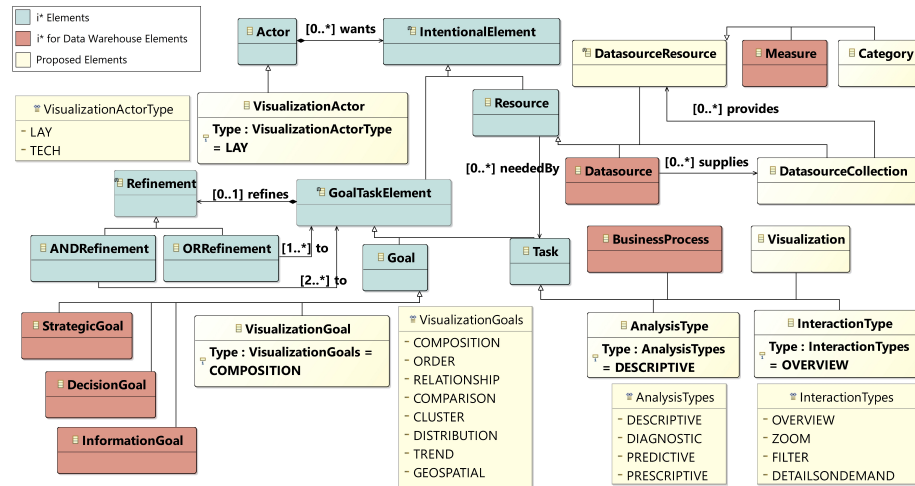 i* Elements
i* for Data Warehouse Elements
Proposed Elements
Actor
[0..*] wants
IntentionalElement
DatasourceResource
Measure
Category
VisualizationActorType
LAY
TECH
VisualizationActor
Type : VisualizationActorType
= LAY
Resource
[0..*] provides
[0..*] neededBy
Datasource
[0..*] supplies
DatasourceCollection
Refinement
[0..1] refines
GoalTaskElement
ANDRefinement
ORRefinement
[1..*] to
[2..*] to
Goal
Task
BusinessProcess
Visualization
StrategicGoal
DecisionGoal
InformationGoal
VisualizationGoal
Type : VisualizationGoals =
COMPOSITION
VisualizationGoals
COMPOSITION
ORDER
RELATIONSHIP
COMPARISON
CLUSTER
DISTRIBUTION
TREND
GEOSPATIAL
AnalysisType
Type : AnalysisTypes
= DESCRIPTIVE
InteractionType
Type : InteractionTypes
= OVERVIEW
AnalysisTypes
DESCRIPTIVE
DIAGNOSTIC
PREDICTIVE
PRESCRIPTIVE
InteractionTypes
OVERVIEW
ZOOM
FILTER
DETAILSONDEMAND